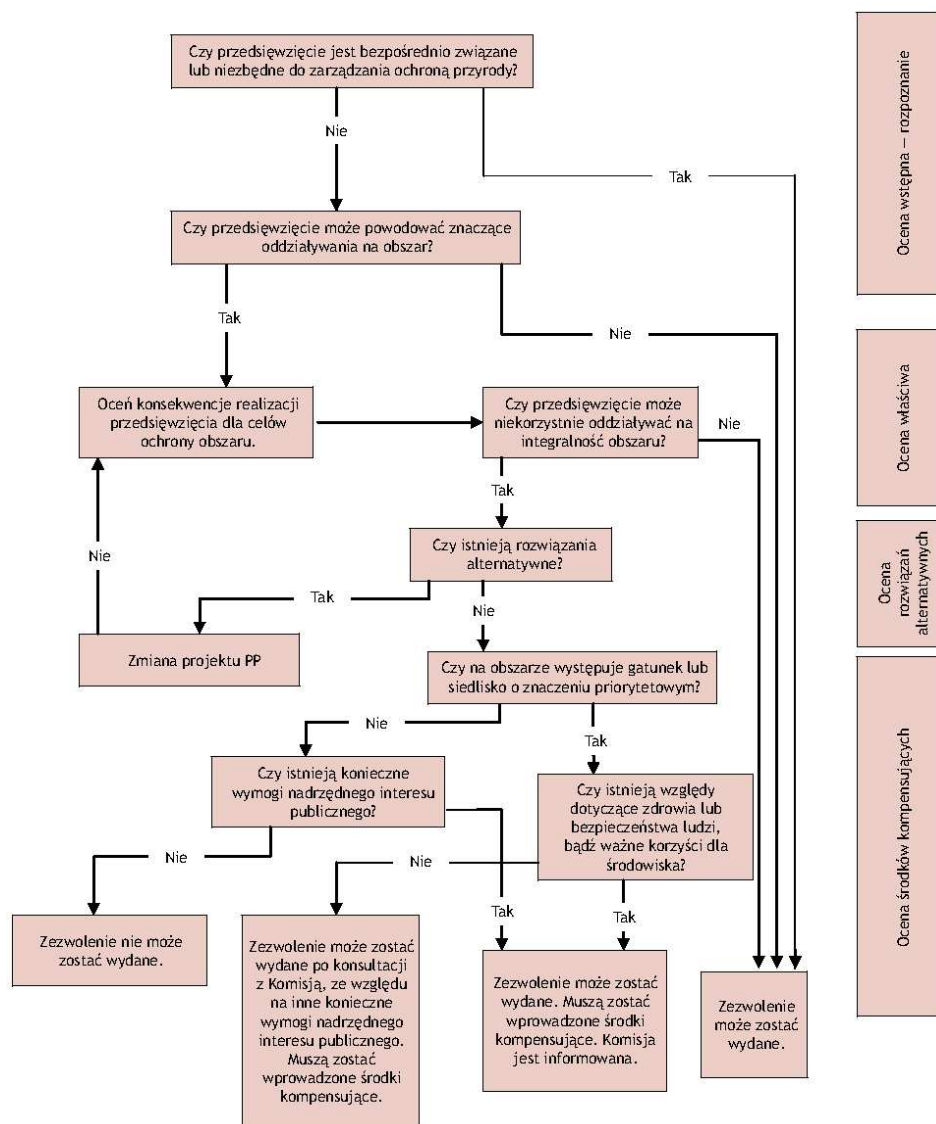 Czy przedsięwzięcie jest bezpośrednio związane
lub niezbędne do zarządzania ochroną przyrody?
Nie
Tak
Czy przedsięwzięcie może powodować znaczące
oddziaływania na obszar?
Tak
Nie
Oceń konsekwencje realizacji
przedsięwzięcia dla celów
ochrony obszaru.
Czy przedsięwzięcie może
niekorzystnie oddziaływać na
integralność obszaru?
Nie
Tak
Nie
Czy istnieją rozwiązania
alternatywne?
Tak
Nie
Zmiana projektu PP
Czy na obszarze występuje gatunek lub
siedlisko o znaczeniu priorytetowym?
Nie
Tak
Czy istnieją konieczne
wymogi nadrzędnego interesu
publicznego?
Czy istnieją względy
dotyczące zdrowia lub
bezpieczeństwa ludzi,
bądź ważne korzyści dla
środowiska?
Nie
Nie
Tak
Tak
Zezwolenie nie może
zostać wydane.
Zezwolenie może zostać
wydane po konsultacji
z Komisją, ze względu
na inne konieczne
wymogi nadrzędnego
interesu publicznego.
Muszą zostać
wprowadzone środki
kompensujące.
Zezwolenie może zostać
wydane. Muszą zostać
wprowadzone środki
kompensujące. Komisja
jest informowana.
Zezwolenie
może zostać
wydane.
Ocena wstępna – rozpoznanie
Ocena właściwa
Ocena
rozwiązań
alternatywnych
Ocena środków kompensujących